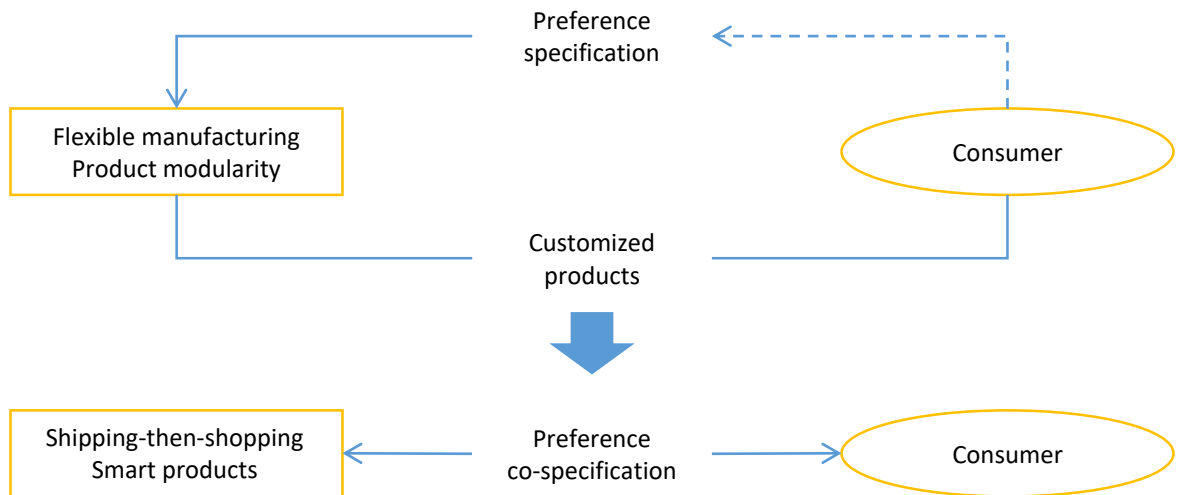 Preference
specification
Flexible manufacturing
Product modularity
Consumer
Customized
products
Shipping-then-shopping
Smart products
Preference
co-specification
Consumer